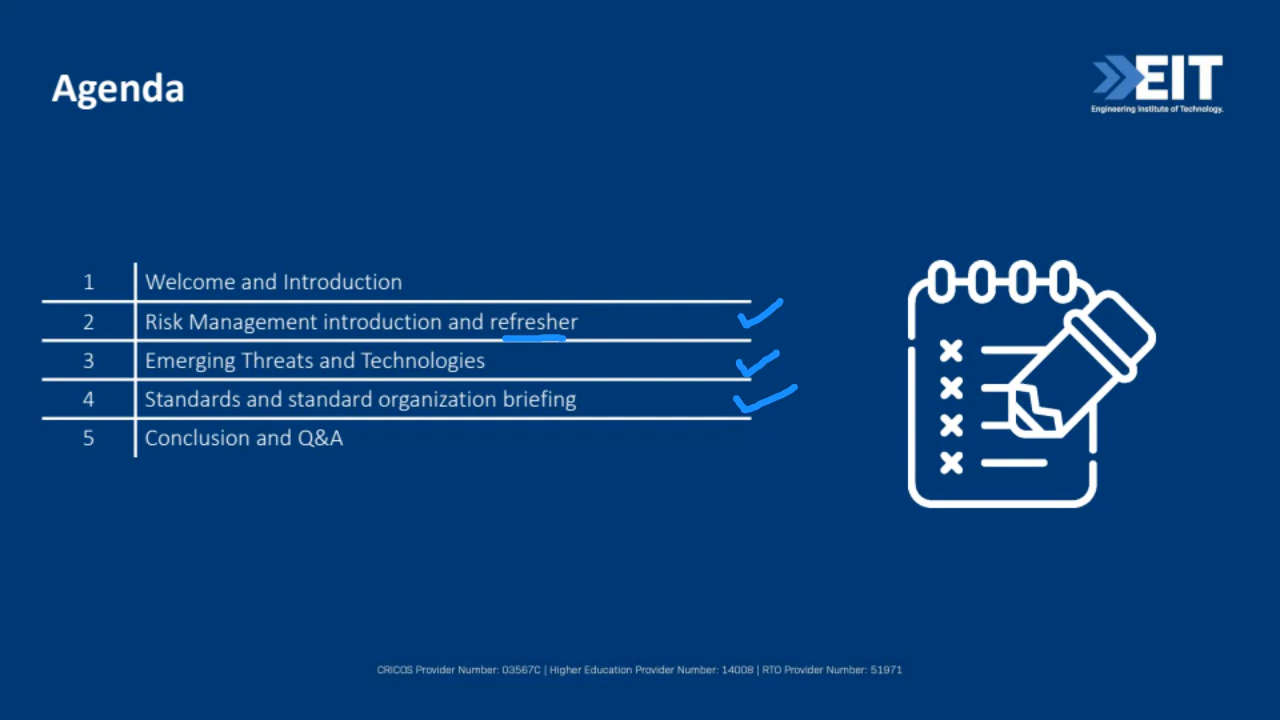 Agenda
EIT
Engineering Institute of Technology.
1 Welcome and Introduction
2 Risk Management introduction and refresher
3 Emerging Threats and Technologies
4 Standards and standard organization briefing
5 Conclusion and Q&A
CRICOS Provider Number: 03567C | Higher Education Provider Number: 14008 | RTO Provider Number: 51971